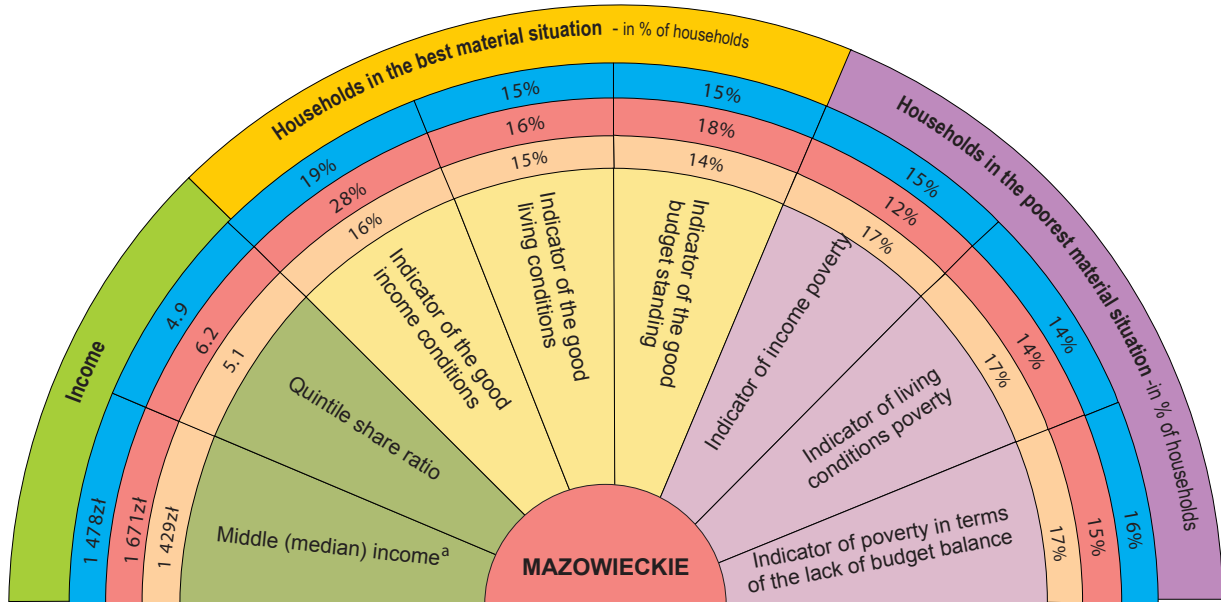 Households in the best material situation - in % of households
Households in the poorest material situation -in % of households
Income
1 478zł
4.9
19%
15%
15%
15%
14%
16%
1 671zł
6.2
28%
16%
18%
12%
14%
15%
1 429zł
5.1
16%
15%
14%
17%
17%
17%
Middle (median) incomeª
Quintile share ratio
Indicator of the good
income conditions
Indicator of the good
living conditions
Indicator of the good
budget standing
Indicator of income poverty
Indicator of living
conditions poverty
Indicator of poverty in terms
of the lack of budget balance
MAZOWIECKIE